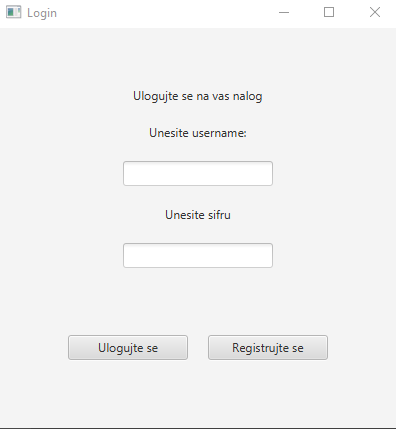 Login
Ulogujte se na vas nalog
Unesite username:
Unesite sifru
Ulogujte se
Registrujte se